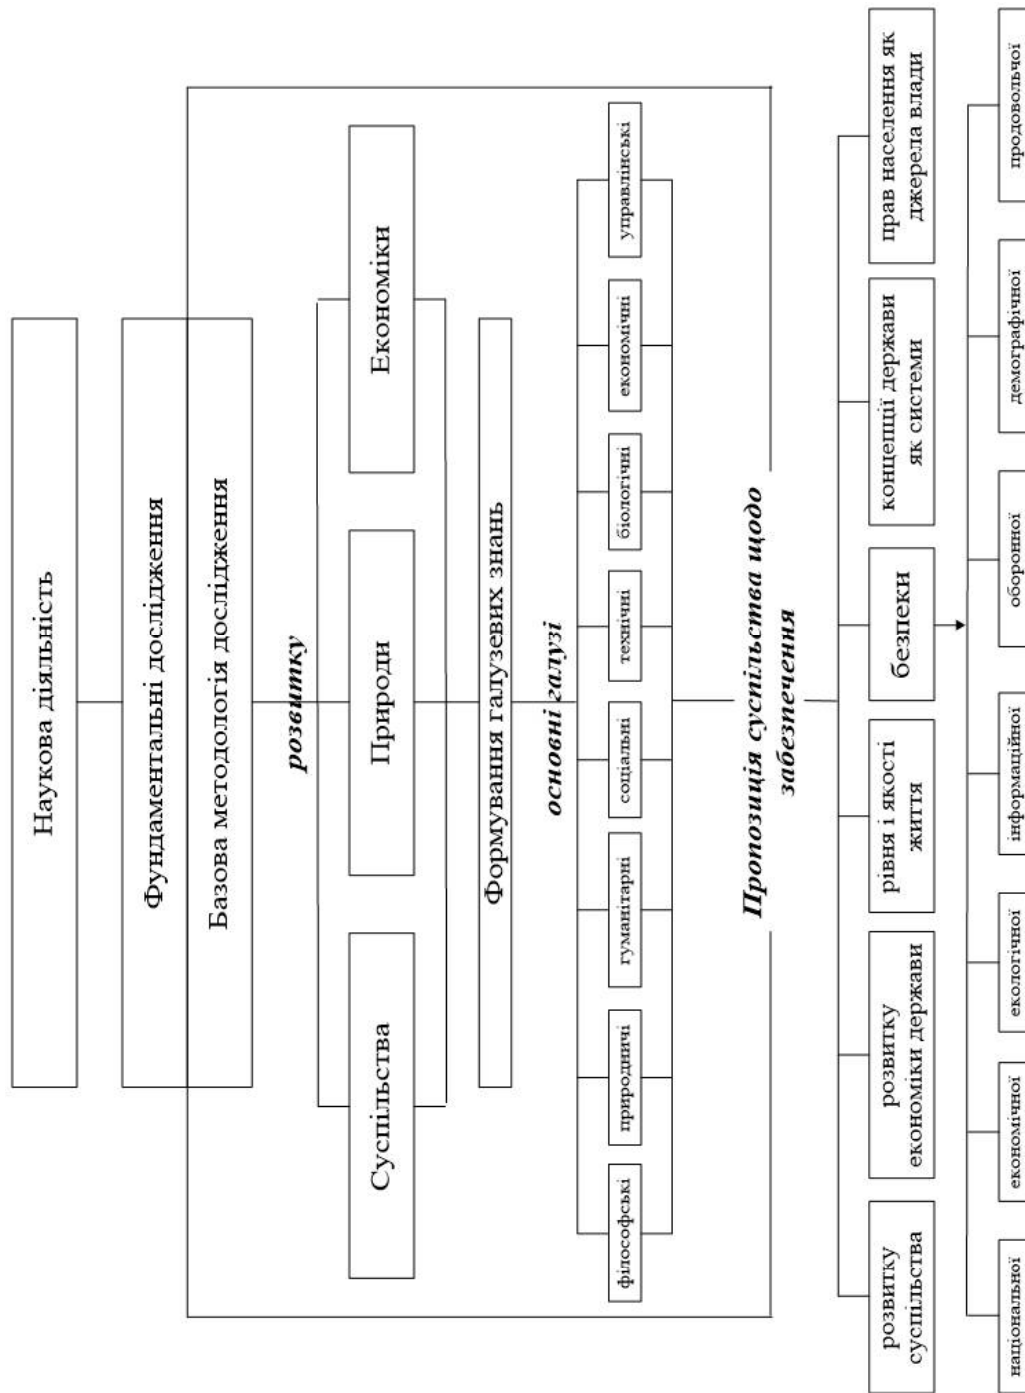 Наукова діяльність
Фундаментальні дослідження
Базова методологія дослідження
розвитку
Суспільства
Природи
Економіки
Формування галузевих знань
основні галузі
філософські
природничі
гуманітарні
соціальні
технічні
біологічні
економічні
управлінські
Пропозиція суспільства щодо
забезпечення
розвитку
суспільства
розвитку
економіки держави
рівня і якості
життя
безпеки
концепції держави
як системи
прав населення як
джерела влади
національної
економічної
екологічної
інформаційної
оборонної
демографічної
продовольчої